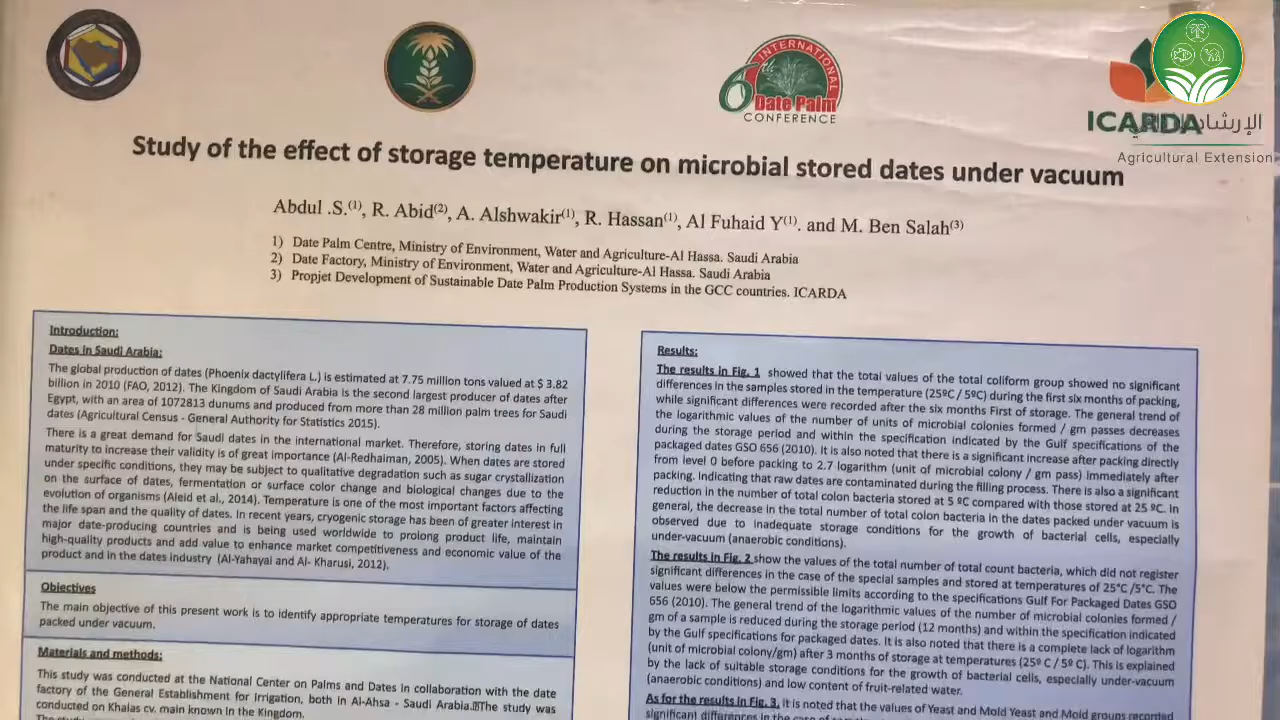 INTERNATIONAL
6
Date Palm
CONFERENCE
ICARDA
الإرشاد
Agricultural Extension
Study of the effect of storage temperature on microbial stored dates under vacuum
Abdul .S.(1), R. Abid(2), A. Alshwakir(1), R. Hassan(1), Al Fuhaid Y(1). and M. Ben Salah(3)
1) Date Palm Centre, Ministry of Environment, Water and Agriculture-Al Hassa. Saudi Arabia
2) Date Factory, Ministry of Environment, Water and Agriculture-Al Hassa. Saudi Arabia
3) Propjet Development of Sustainable Date Palm Production Systems in the GCC countries. ICARDA
Introduction:
Dates in Saudi Arabia:
The global production of dates (Phoenix dactylifera L.) is estimated at 7.75 million tons valued at $ 3.82
billion in 2010 (FAO, 2012). The Kingdom of Saudi Arabia is the second largest producer of dates after
Egypt, with an area of 1072813 dunums and produced from more than 28 million palm trees for Saudi
dates (Agricultural Census - General Authority for Statistics 2015).
There is a great demand for Saudi dates in the international market. Therefore, storing dates in full
maturity to increase their validity is of great importance (Al-Redhaiman, 2005). When dates are stored
under specific conditions, they may be subject to qualitative degradation such as sugar crystallization
on the surface of dates, fermentation or surface color change and biological changes due to the
evolution of organisms (Aleid et al., 2014). Temperature is one of the most important factors affecting
the life span and the quality of dates. In recent years, cryogenic storage has been of greater interest in
major date-producing countries and is being used worldwide to prolong product life, maintain
high-quality products and add value to enhance market competitiveness and economic value of the
product and in the dates industry (Al-Yahayai and Al- Kharusi, 2012).
Objectives
The main objective of this present work is to identify appropriate temperatures for storage of dates
packed under vacuum.
Materials and methods:
This study was conducted at the National Center on Palms and Dates in collaboration with the date
factory of the General Establishment for Irrigation, both in Al-Ahsa - Saudi Arabia.The study was
conducted on Khalas cv. main known in the Kingdom.
The study
Results:
The results in Fig. 1 showed that the total values of the total coliform group showed no significant
differences in the samples stored in the temperature (25ºC / 5ºC) during the first six months of packing,
while significant differences were recorded after the six months First of storage. The general trend of
the logarithmic values of the number of units of microbial colonies formed / gm passes decreases
during the storage period and within the specification indicated by the Gulf specifications of the
packaged dates GSO 656 (2010). It is also noted that there is a significant increase after packing directly
from level 0 before packing to 2.7 logarithm (unit of microbial colony / gm pass) immediately after
packing. Indicating that raw dates are contaminated during the filling process. There is also a significant
reduction in the number of total colon bacteria stored at 5 ºC compared with those stored at 25 ºC. In
general, the decrease in the total number of total colon bacteria in the dates packed under vacuum is
observed due to inadequate storage conditions for the growth of bacterial cells, especially
under-vacuum (anaerobic conditions).
The results in Fig. 2 show the values of the total number of total count bacteria, which did not register
significant differences in the case of the special samples and stored at temperatures of 25°C /5°C. The
values were below the permissible limits according to the specifications Gulf For Packaged Dates GSO
656 (2010). The general trend of the logarithmic values of the number of microbial colonies formed /
gm of a sample is reduced during the storage period (12 months) and within the specification indicated
by the Gulf specifications for packaged dates. It is also noted that there is a complete lack of logarithm
(unit of microbial colony/gm) after 3 months of storage at temperatures (25º C / 5º C). This is explained
by the lack of suitable storage conditions for the growth of bacterial cells, especially under-vacuum
(anaerobic conditions) and low content of fruit-related water.
As for the results in Fig. 3, it is noted that the values of Yeast and Mold Yeast and Mold groups recorded
significant differences in the case of